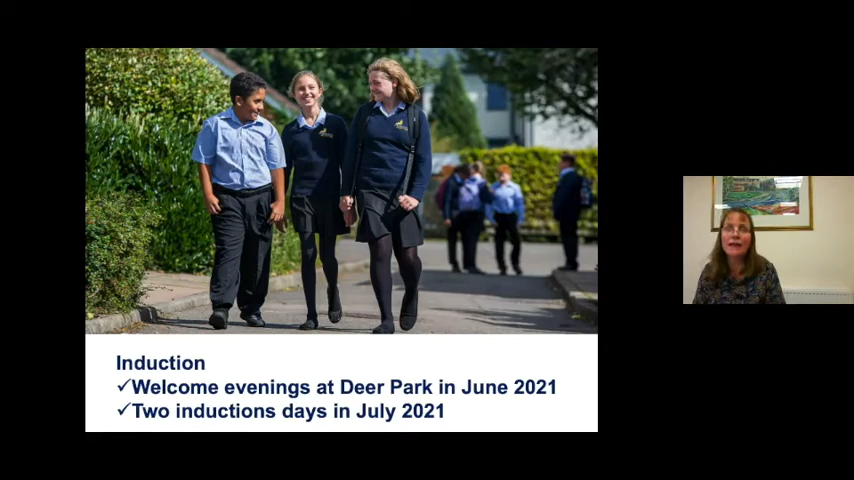 Induction
✓Welcome evenings at Deer Park in June 2021
✓Two inductions days in July 2021